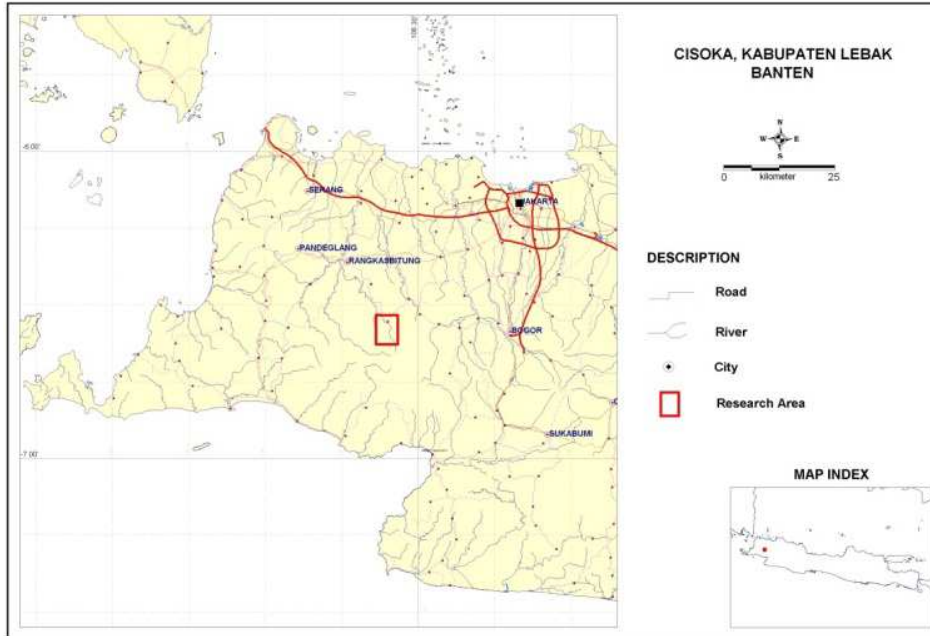 CISOKA, KABUPATEN LEBAK
BANTEN
N
W E
S
0 kilometer 25
DESCRIPTION
Road
River
City
Research Area
MAP INDEX
-6.00'
SERANG
JAKARTA
PANDEGLANG
RANGKASBITUNG
BOGOR
SUKABUMI
-7.00'